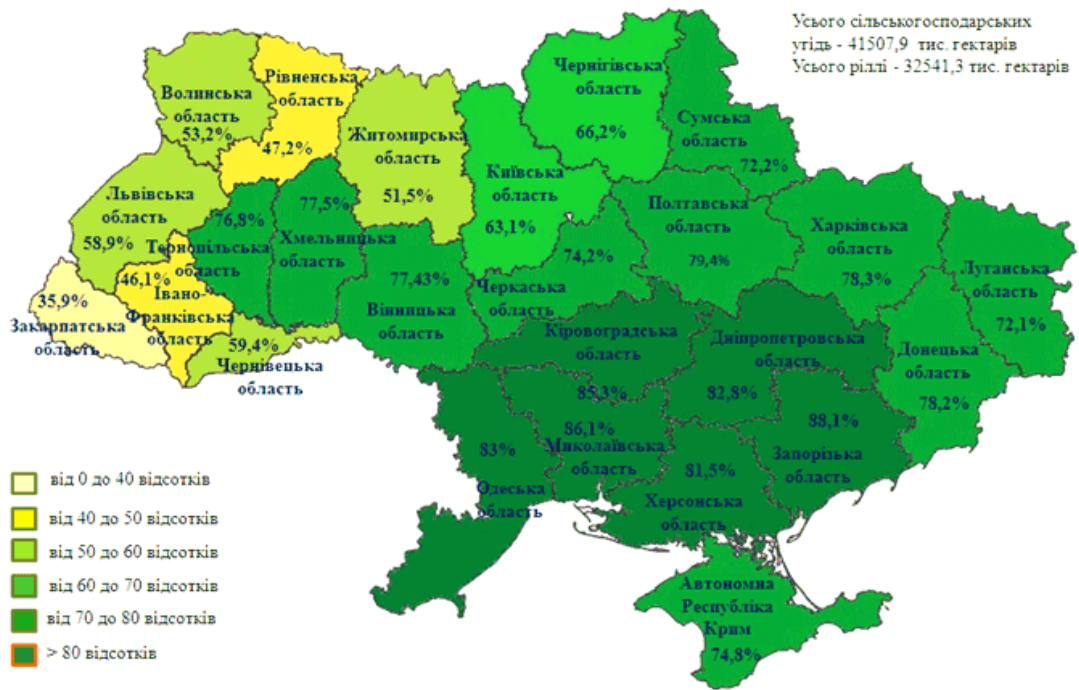 Усього сільськогосподарських
угідь - 41507,9 тис. гектарів
Усього ріллі - 32541,3 тис. гектарів
Волинська
область
53,2%
Рівненська
область
47,2%
Житомирська
область
51,5%
Київська
область
63,1%
Чернігівська
область
66,2%
Сумська
область
72,2%
Львівська
область
58,9%
Тернопільська
область
76,8%
Хмельницька
область
77,5%
Вінницька
область
77,43%
Черкаська
область
74,2%
Полтавська
область
79,4%
Харківська
область
78,3%
Луганська
область
72,1%
35,9%
Закарпатська
область
46,1%
Івано-
Франківська
область
59,4%
Чернівецька
область
Кіровоградська
область
85,3%
Дніпропетровська
область
82,8%
Донецька
область
78,2%
83%
Одеська
область
86,1%
Миколаївська
область
81,5%
Херсонська
область
88,1%
Запорізька
область
Автономна
Республіка
Крим
74,8%
від 0 до 40 відсотків
від 40 до 50 відсотків
від 50 до 60 відсотків
від 60 до 70 відсотків
від 70 до 80 відсотків
> 80 відсотків